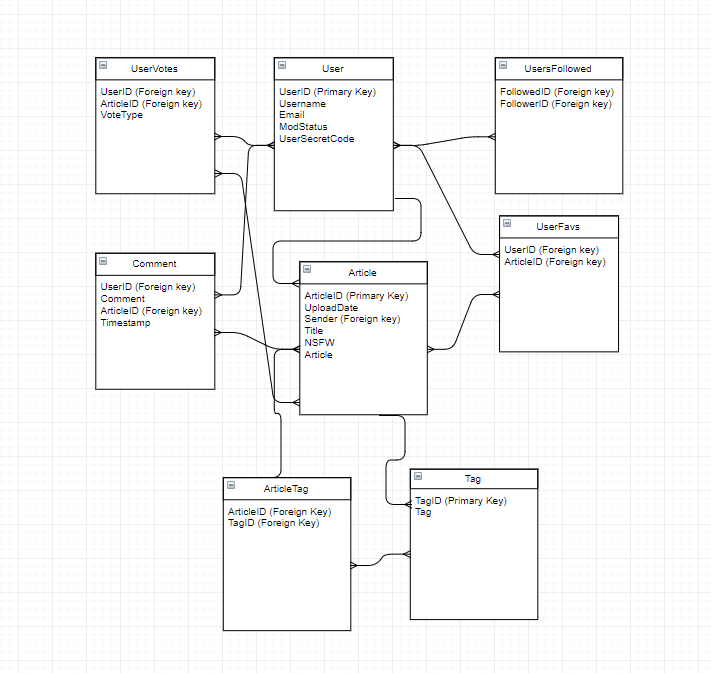 UserVotes
UserID (Foreign key)
ArticleID (Foreign key)
VoteType
User
UserID (Primary Key)
Username
Email
ModStatus
UserSecretCode
UsersFollowed
FollowedID (Foreign key)
FollowerID (Foreign key)
UserFavs
UserID (Foreign key)
ArticleID (Foreign key)
Comment
UserID (Foreign key)
Comment
ArticleID (Foreign key)
Timestamp
Article
ArticleID (Primary Key)
UploadDate
Sender (Foreign key)
Title
NSFW
Article
ArticleTag
ArticleID (Foreign Key)
TagID (Foreign Key)
Tag
TagID (Primary Key)
Tag